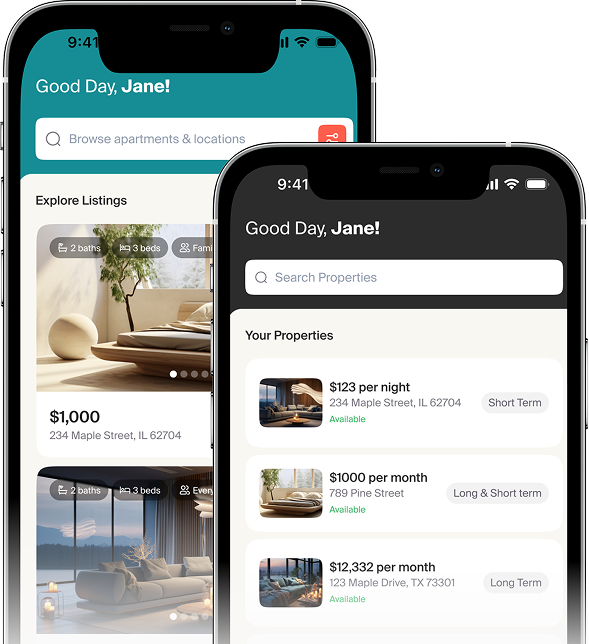 9:41
Good Day, Jane!
Browse apartments & locations
Explore Listings
2 baths
3 beds
Fami
$1,000
234 Maple Street, IL 62704
2 baths
3 beds
Every
9:41
Good Day, Jane!
Search Properties
Your Properties
$123 per night
234 Maple Street, IL 62704
Available
Short Term
$1000 per month
789 Pine Street
Available
Long & Short term
$12,332 per month
123 Maple Drive, TX 73301
Available
Long Term